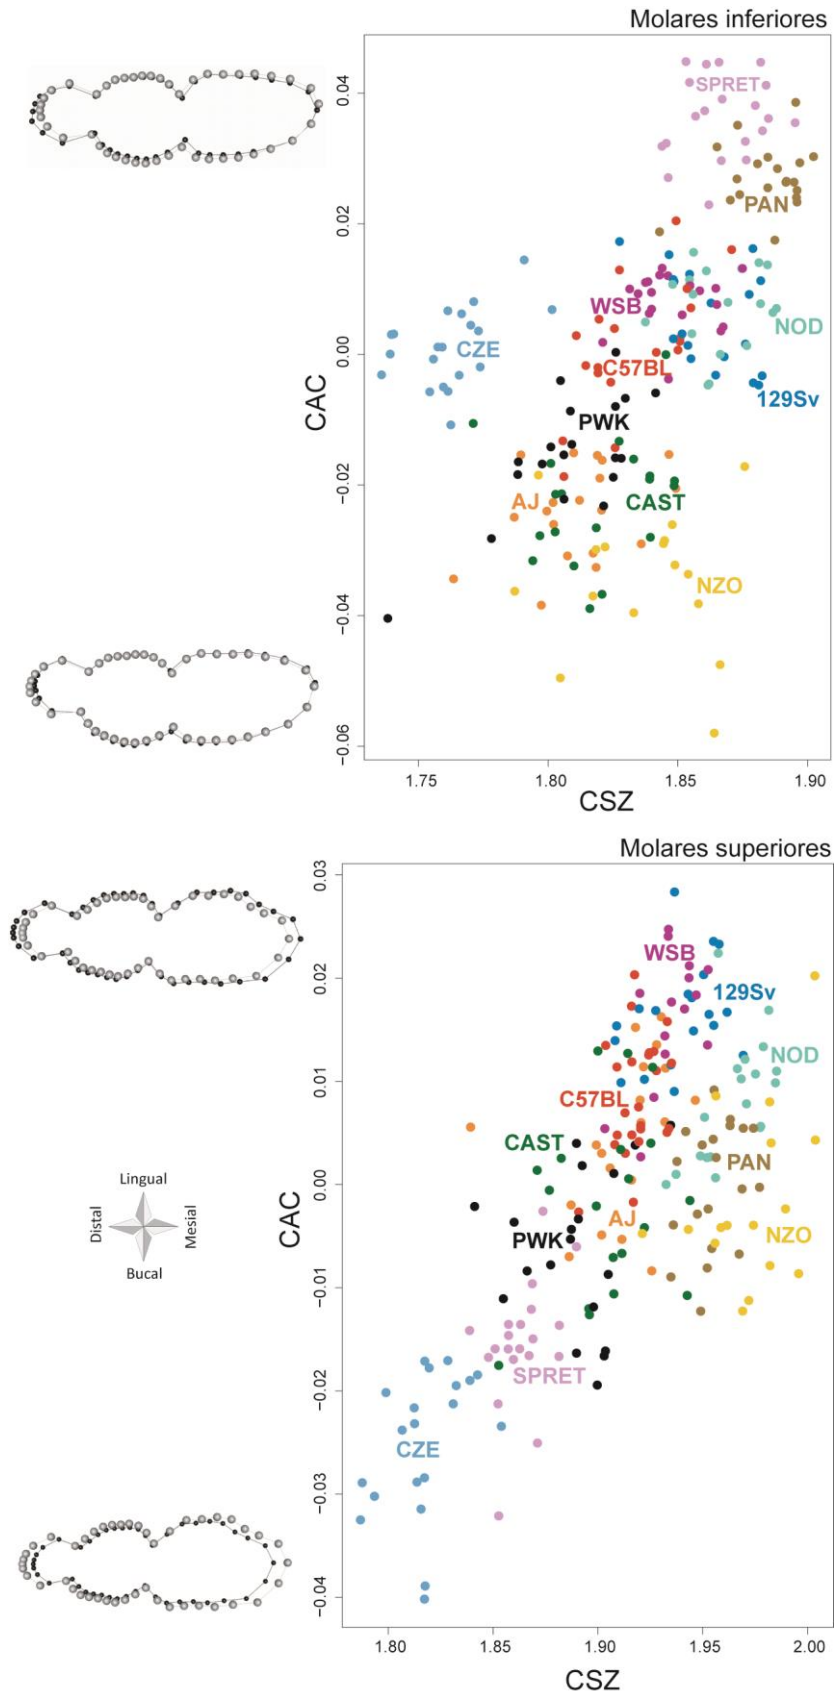 Molares inferiores
0.04
0.02
0.00
−0.02
−0.04
−0.06
CAC
SPRET
PAN
WSB
NOD
CZE
C57BL
129Sv
PWK
AJ
CAST
NZO
1.75
1.80
1.85
1.90
CSZ
Molares superiores
0.03
0.02
0.01
0.00
−0.01
−0.02
−0.03
−0.04
CAC
WSB
129Sv
NOD
C57BL
CAST
PAN
AJ
NZO
PWK
SPRET
CZE
Lingual
Distal
Mesial
Bucal
1.80
1.85
1.90
1.95
2.00
CSZ